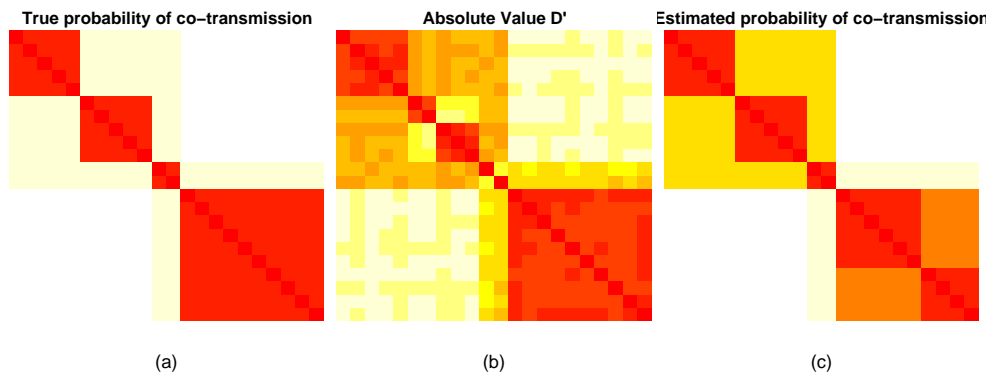 True probability of co−transmission
Absolute Value D'
Estimated probability of co−transmission
(a)
(b)
(c)